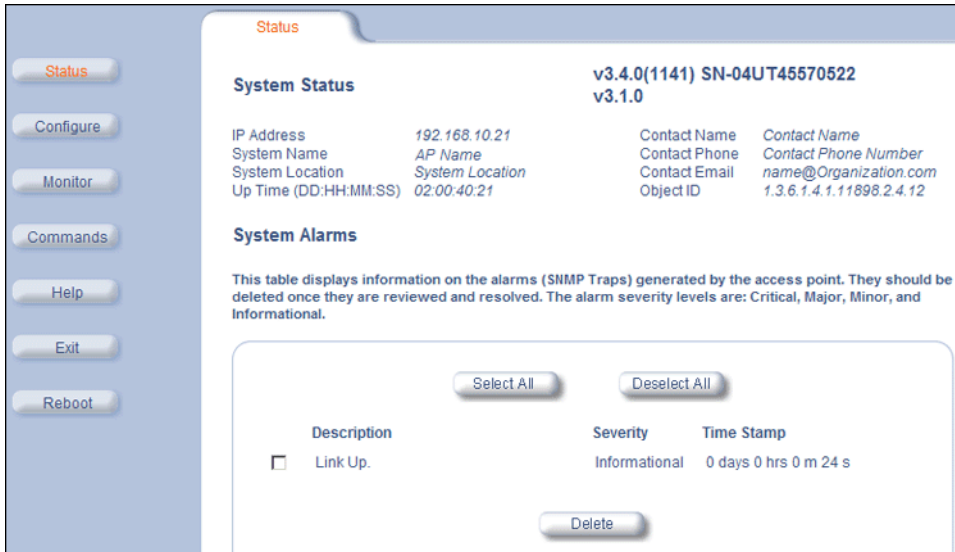 Status
Status
Configure
Monitor
Commands
Help
Exit
Reboot
System Status
v3.4.0(1141) SN-04UT45570522
v3.1.0
IP Address 192.168.10.21 Contact Name Contact Name
System Name AP Name Contact Phone Contact Phone Number
System Location System Location Contact Email name@Organization.com
Up Time (DD:HH:MM:SS) 02:00:40:21 Object ID 1.3.6.1.4.1.11898.2.4.12
System Alarms
This table displays information on the alarms (SNMP Traps) generated by the access point. They should be
deleted once they are reviewed and resolved. The alarm severity levels are: Critical, Major, Minor, and
Informational.
Select All Deselect All
Description Severity Time Stamp
Link Up. Informational 0 days 0 hrs 0 m 24 s
Delete